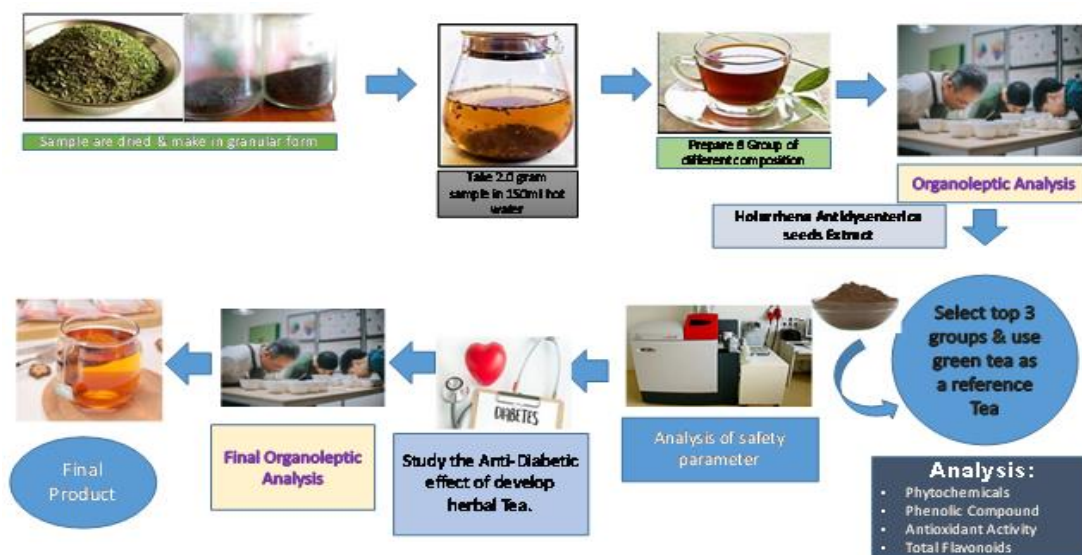 Sample are dried & make in granular form
Take 2.0 gram
sample in 150ml hot
water
Prepare 8 Group of
different composition
Organoleptic Analysis
Holarrhena Antidysenterica
seeds Extract
Select top 3
groups & use
green tea as
a reference
Tea
Analysis:
• Phytochemicals
• Phenolic Compound
• Antioxidant Activity
• Total Flavonoids
Analysis of safety
parameter
DIABETES
Study the Anti-Diabetic
effect of develop
herbal Tea.
Final Organoleptic
Analysis
Final
Product